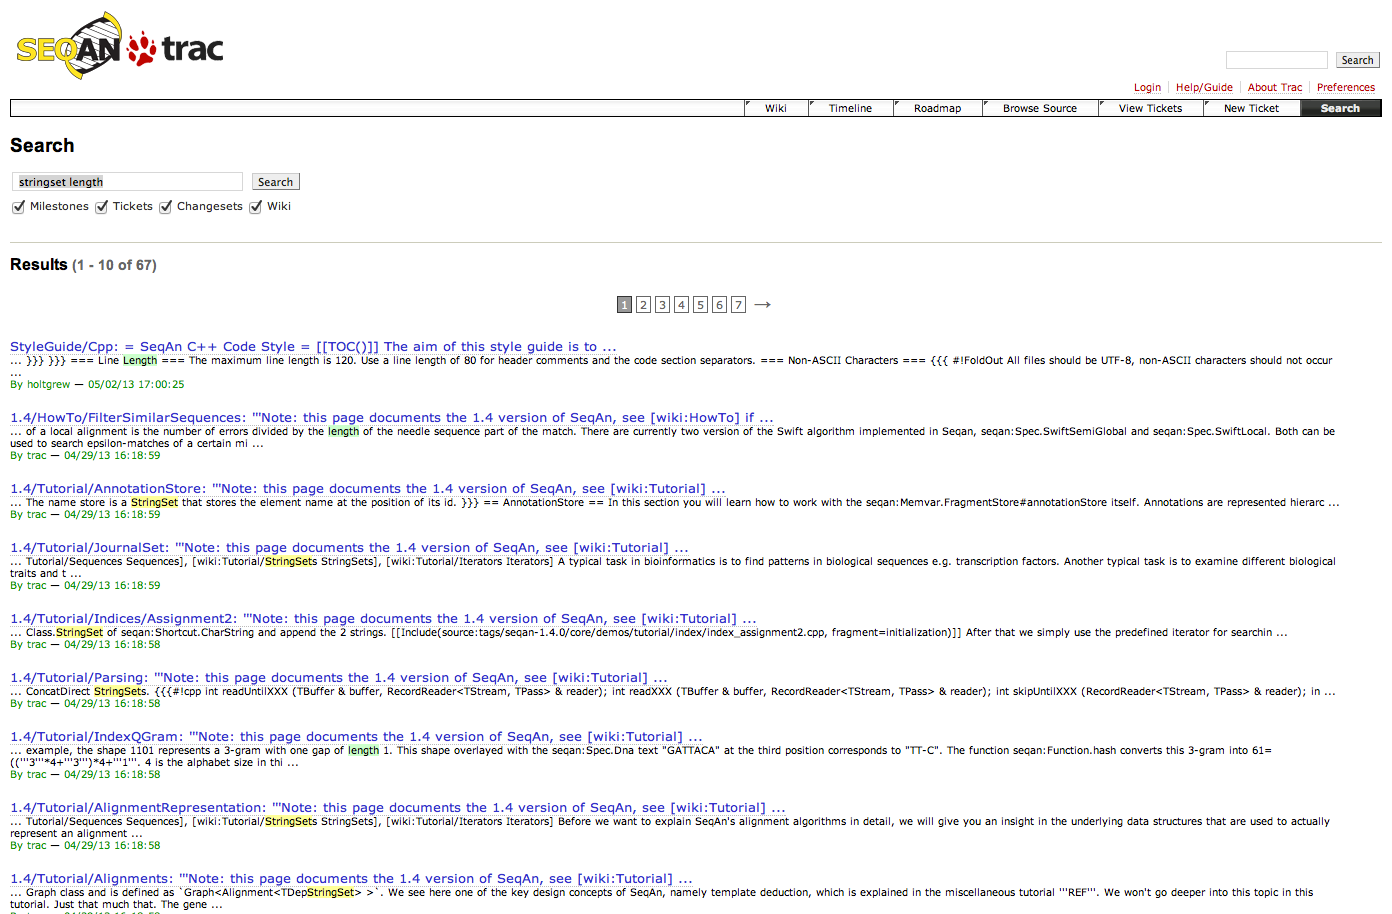 SEQAN trac
Search
Login Help/Guide About Trac Preferences
Wiki Timeline Roadmap Browse Source View Tickets New Ticket Search
Search
stringset length Search
Milestones Tickets Changesets Wiki
Results (1 - 10 of 67)
1 2 3 4 5 6 7 →
StyleGuide/Cpp: = SeqAn C++ Code Style = [[TOC()]] The aim of this style guide is to ...
... }}} }}} === Line Length === The maximum line length is 120. Use a line length of 80 for header comments and the code section separators. === Non-ASCII Characters === {{{ #!FoldOut All files should be UTF-8, non-ASCII characters should not occur
...
By holtgrew — 05/02/13 17:00:25
1.4/HowTo/FilterSimilarSequences: '''Note: this page documents the 1.4 version of SeqAn, see [wiki:HowTo] if ...
... of a local alignment is the number of errors divided by the length of the needle sequence part of the match. There are currently two version of the Swift algorithm implemented in Seqan, seqan:Spec.SwiftSemiGlobal and seqan:Spec.SwiftLocal. Both can be
used to search epsilon-matches of a certain mi ...
By trac — 04/29/13 16:18:59
1.4/Tutorial/AnnotationStore: '''Note: this page documents the 1.4 version of SeqAn, see [wiki:Tutorial] ...
... The name store is a StringSet that stores the element name at the position of its id. }}} == AnnotationStore == In this section you will learn how to work with the seqan:Memvar.FragmentStore#annotationStore itself. Annotations are represented hierarc ...
By trac — 04/29/13 16:18:59
1.4/Tutorial/JournalSet: '''Note: this page documents the 1.4 version of SeqAn, see [wiki:Tutorial] ...
... Tutorial/Sequences Sequences], [wiki:Tutorial/StringSets StringSets], [wiki:Tutorial/Iterators Iterators] A typical task in bioinformatics is to find patterns in biological sequences e.g. transcription factors. Another typical task is to examine different biological
traits and t ...
By trac — 04/29/13 16:18:59
1.4/Tutorial/Indices/Assignment2: '''Note: this page documents the 1.4 version of SeqAn, see [wiki:Tutorial] ...
... Class.StringSet of seqan:Shortcut.CharString and append the 2 strings. [[Include(source:tags/seqan-1.4.0/core/demos/tutorial/index/index_assignment2.cpp, fragment=initialization)]] After that we simply use the predefined iterator for searchin ...
By trac — 04/29/13 16:18:58
1.4/Tutorial/Parsing: '''Note: this page documents the 1.4 version of SeqAn, see [wiki:Tutorial] ...
... ConcatDirect StringSets. {{{#!cpp int readUntilXXX (TBuffer & buffer, RecordReader<TStream, TPass> & reader); int readXXX (TBuffer & buffer, RecordReader<TStream, TPass> & reader); int skipUntilXXX (RecordReader<TStream, TPass> & reader); in ...
By trac — 04/29/13 16:18:58
1.4/Tutorial/IndexQGram: '''Note: this page documents the 1.4 version of SeqAn, see [wiki:Tutorial] ...
... example, the shape 1101 represents a 3-gram with one gap of length 1. This shape overlayed with the seqan:Spec.Dna text "GATTACA" at the third position corresponds to "TT-C". The function seqan:Function.hash converts this 3-gram into 61=
(('''3'''*4+'''3''')*4+'''1'''. 4 is the alphabet size in thi ...
By trac — 04/29/13 16:18:58
1.4/Tutorial/AlignmentRepresentation: '''Note: this page documents the 1.4 version of SeqAn, see [wiki:Tutorial] ...
... Tutorial/Sequences Sequences], [wiki:Tutorial/StringSets StringSets], [wiki:Tutorial/Iterators Iterators] Before we want to explain SeqAn's alignment algorithms in detail, we will give you an insight in the underlying data structures that are used to actually
represent an alignment ...
By trac — 04/29/13 16:18:58
1.4/Tutorial/Alignments: '''Note: this page documents the 1.4 version of SeqAn, see [wiki:Tutorial] ...
... Graph class and is defined as `Graph<Alignment<TDepStringSet> >`. We see here one of the key design concepts of SeqAn, namely template deduction, which is explained in the miscellaneous tutorial '''REF'''. We won't go deeper into this topic in this
tutorial. Just that much that. The gene ...